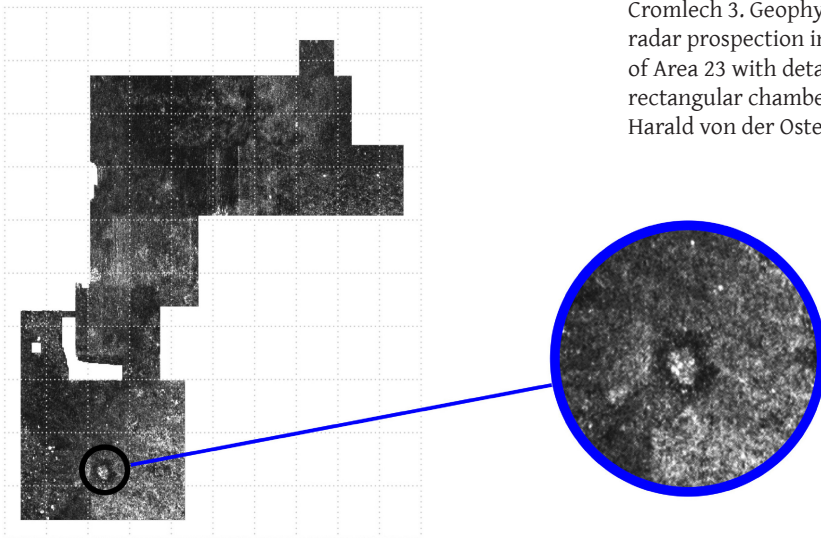 Cromlech 3. Geophy
radar prospection in
of Area 23 with deta
rectangular chambe
Harald von der Oste